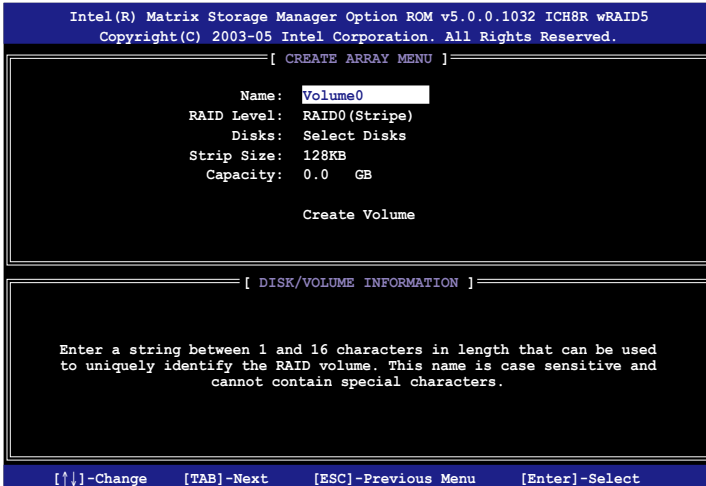 Intel(R) Matrix Storage Manager Option ROM v5.0.0.1032 ICH8R wRAID5
Copyright(C) 2003-05 Intel Corporation. All Rights Reserved.
[ CREATE ARRAY MENU ]
Name: Volume0
RAID Level: RAID0(Stripe)
Disks: Select Disks
Strip Size: 128KB
Capacity: 0.0 GB
Create Volume
[ DISK/VOLUME INFORMATION ]
Enter a string between 1 and 16 characters in length that can be used
to uniquely identify the RAID volume. This name is case sensitive and
cannot contain special characters.
[↑↓]-Change [TAB]-Next [ESC]-Previous Menu [Enter]-Select